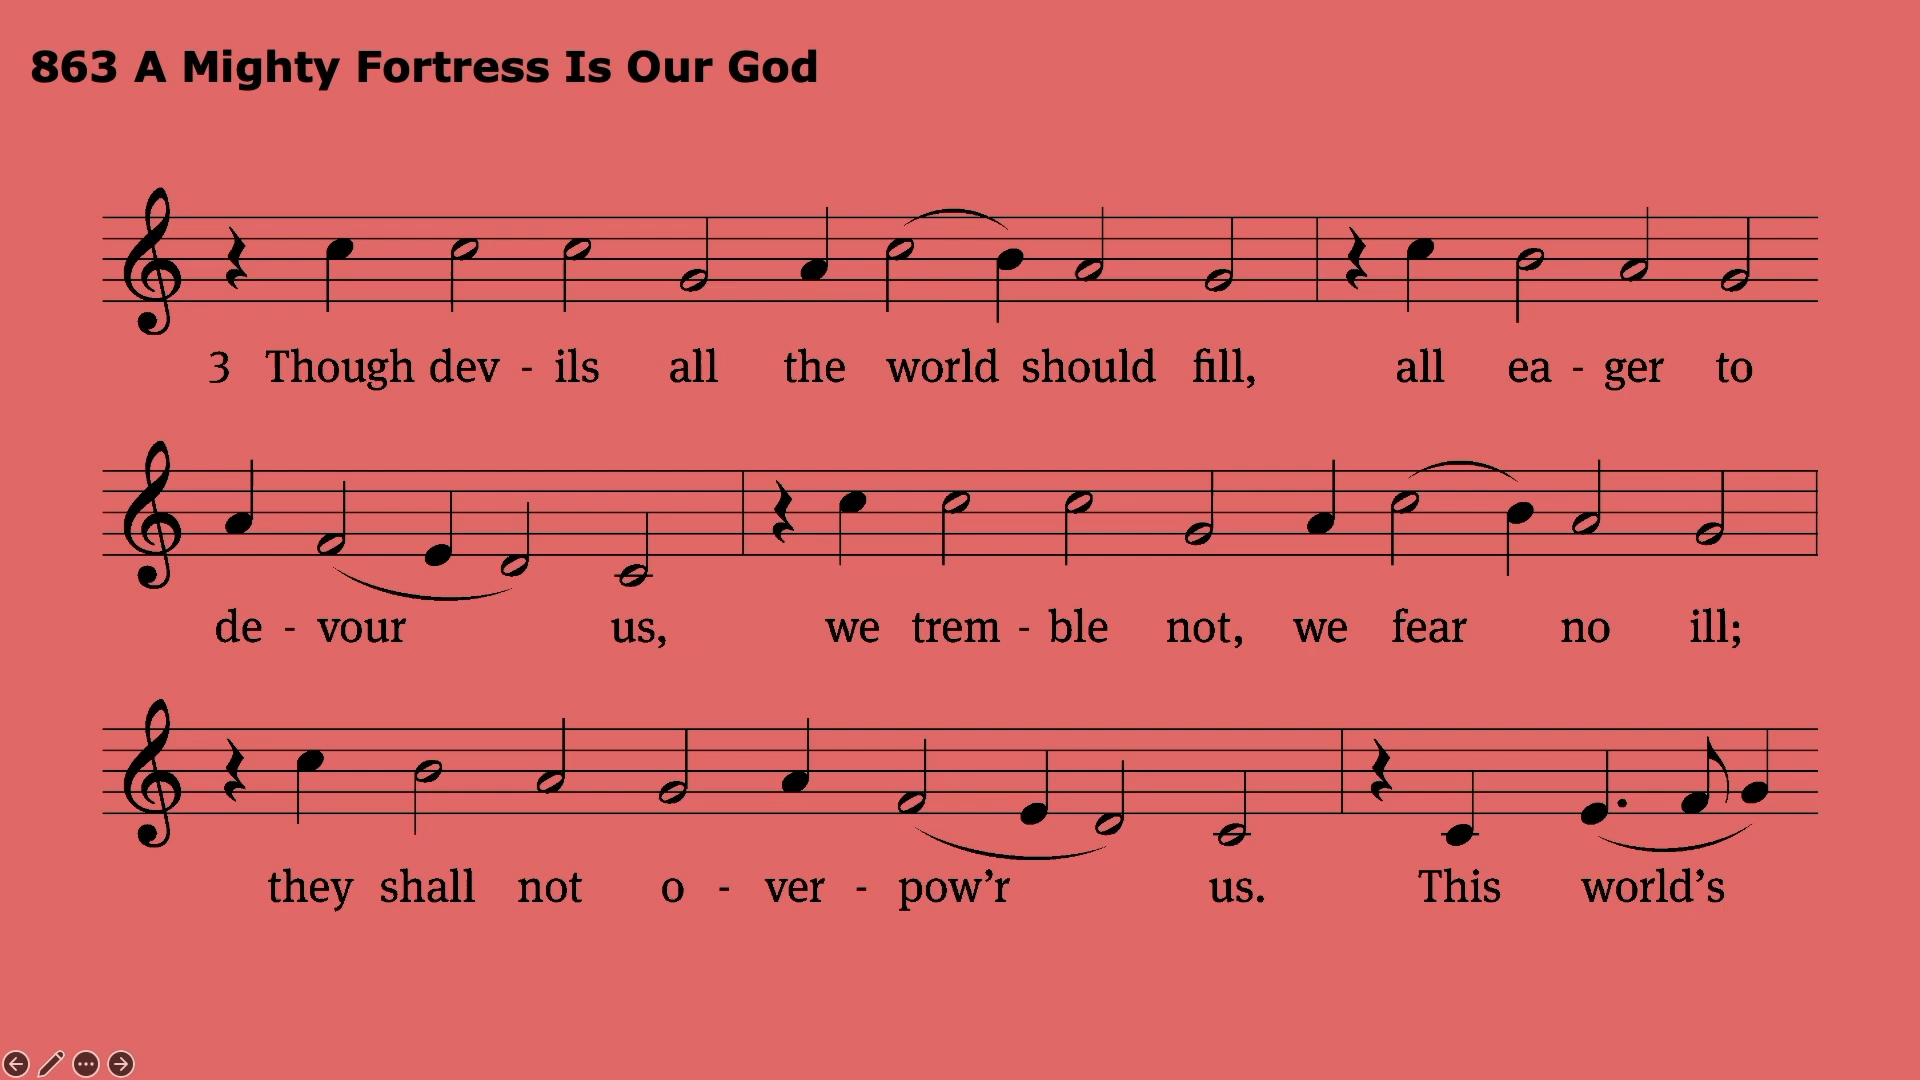 863 A Mighty Fortress Is Our God
3 Though dev - ils all the world should fill, all ea - ger to
de - vour us, we trem - ble not, we fear no ill;
they shall not o - ver - pow’r us. This world’s